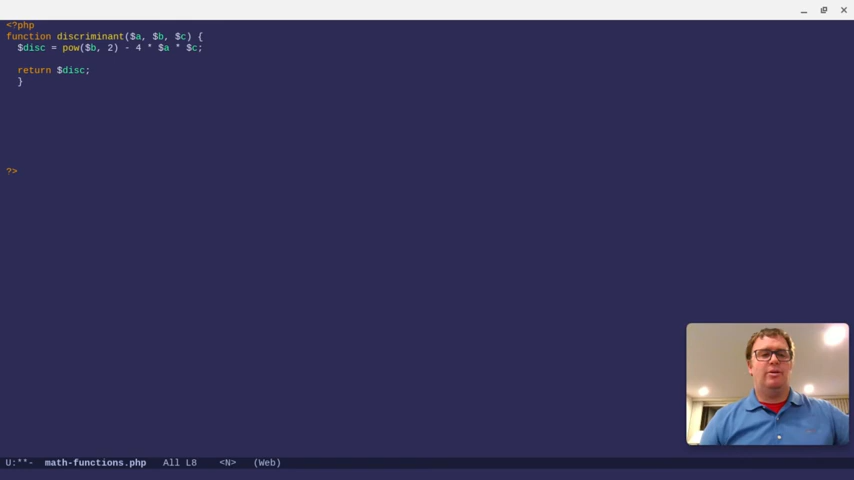 <?php
function discriminant($a, $b, $c) {
  $disc = pow($b, 2) - 4 * $a * $c;
  return $disc;
  }
?>
U:**-  math-functions.php   All L8    <N>   (Web)